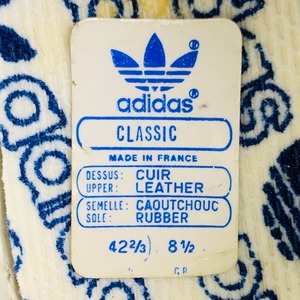 ®
adidas®
CLASSIC
MADE IN FRANCE
DESSUS: CUIR
UPPER: LEATHER
SEMELLE: CAOUTCHOUC
SOLE: RUBBER
42⅔ 8½